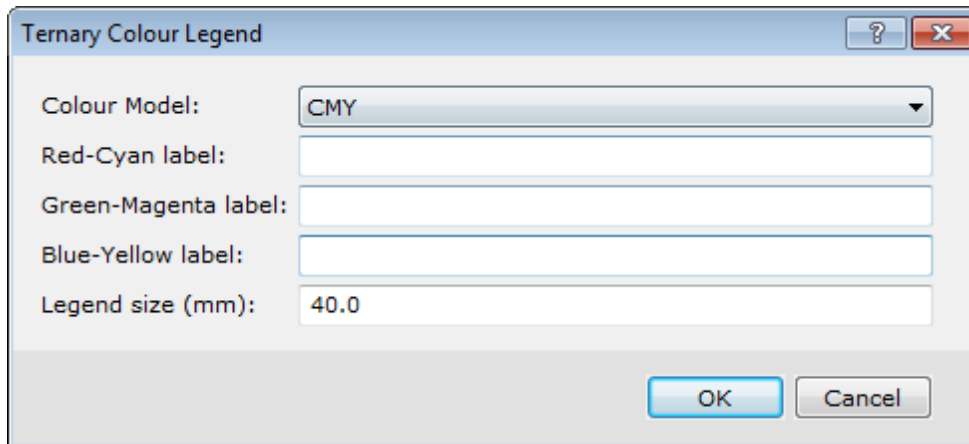 Ternary Colour Legend ?
Colour Model: CMY
Red-Cyan label:
Green-Magenta label:
Blue-Yellow label:
Legend size (mm): 40.0
OK Cancel